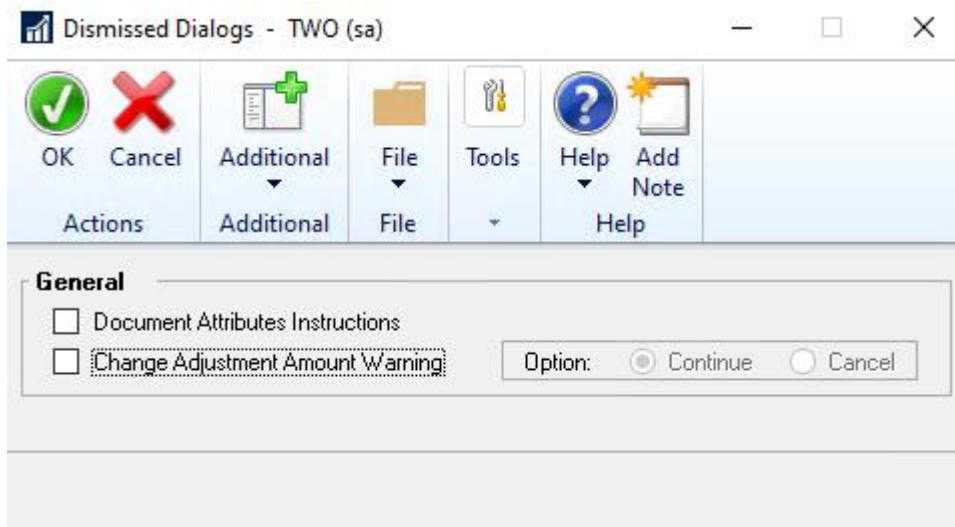 Dismissed Dialogs - TWO (sa)
OK Cancel Additional File Tools Help Add
Note
Actions Additional File Help
General
Document Attributes Instructions
Change Adjustment Amount Warning Option: Continue Cancel